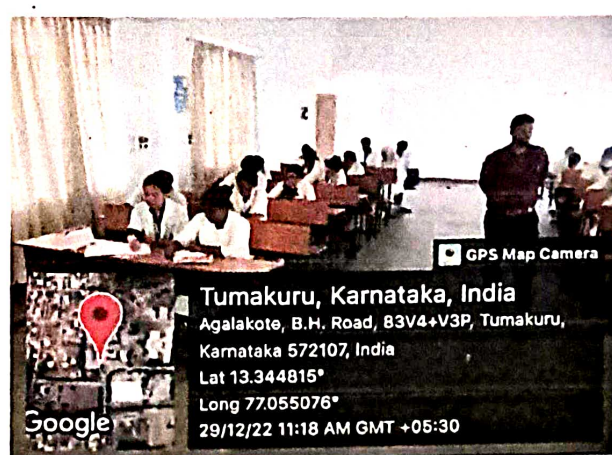 GPS Map Camera
Tumakuru, Karnataka, India
Agalakote, B.H. Road, 83V4+V3P, Tumakuru,
Karnataka 572107, India
Lat 13.344815°
Long 77.055076°
29/12/22 11:18 AM GMT +05:30
Google